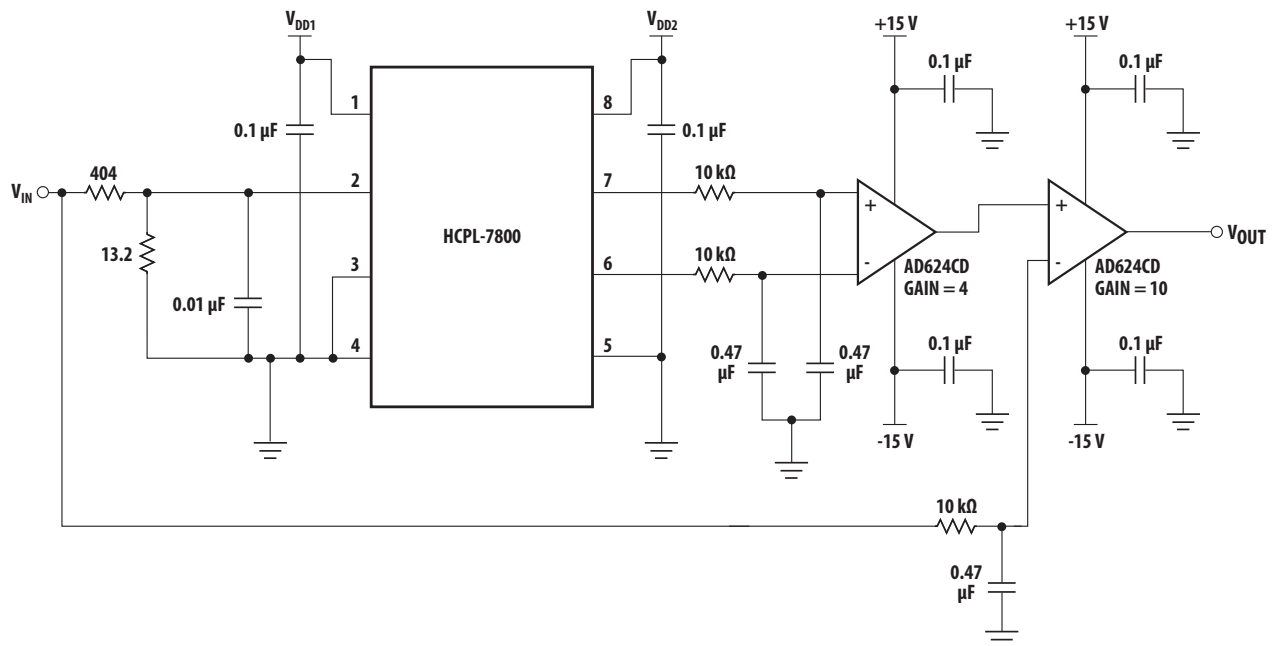 V_DD1
V_DD2
+15 V
+15 V
0.1 µF
0.1 µF
1
8
0.1 µF
0.1 µF
404
2
7
10 kΩ
V_IN
+
+
HCPL-7800
V_OUT
13.2
3
6
10 kΩ
-
-
AD624CD
GAIN = 4
AD624CD
GAIN = 10
0.01 µF
4
5
0.47
µF
0.47
µF
0.1 µF
0.1 µF
-15 V
-15 V
10 kΩ
0.47
µF